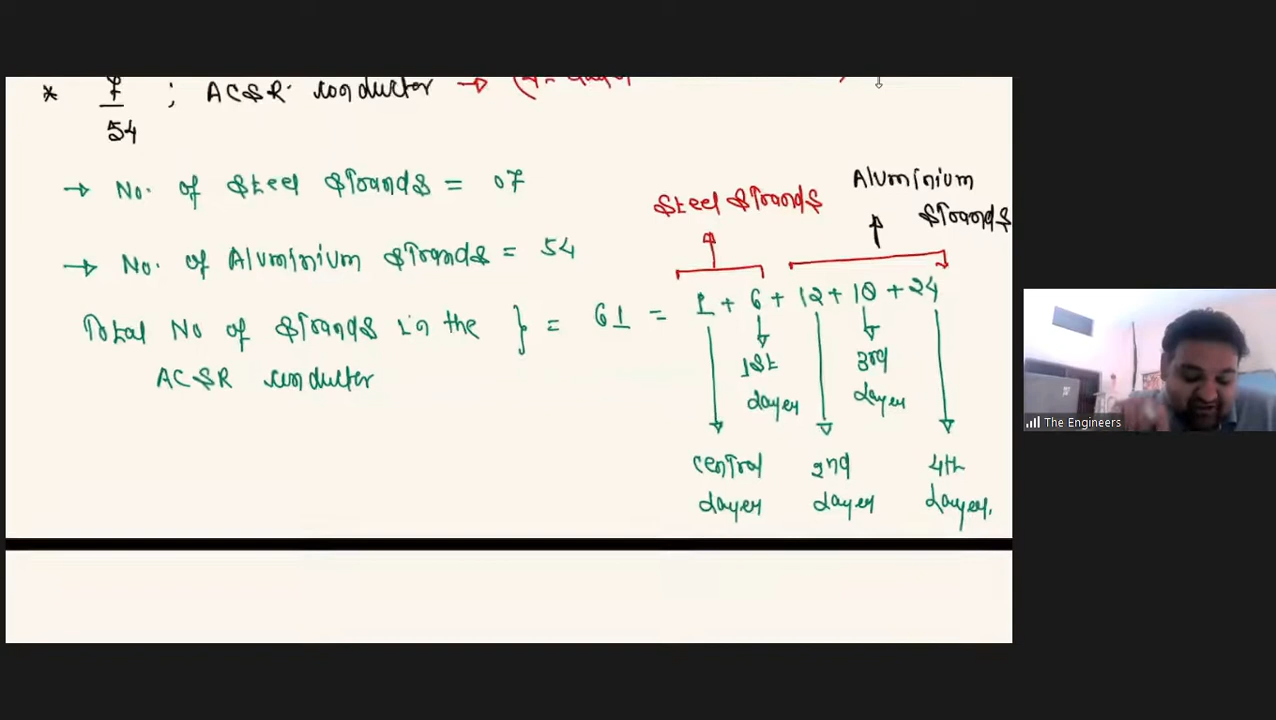 * 7/54 ; ACSR conductor →
→ No. of Steel Strands = 07
→ No. of Aluminium Strands = 54
Total No of Strands in the } = 61 = 1 + 6 + 12 + 18 + 24
ACSR conductor
Steel Strands
Aluminium
Strands
1st
Layer
3rd
Layer
central
Layer
2nd
Layer
4th
Layer.
The Engineers